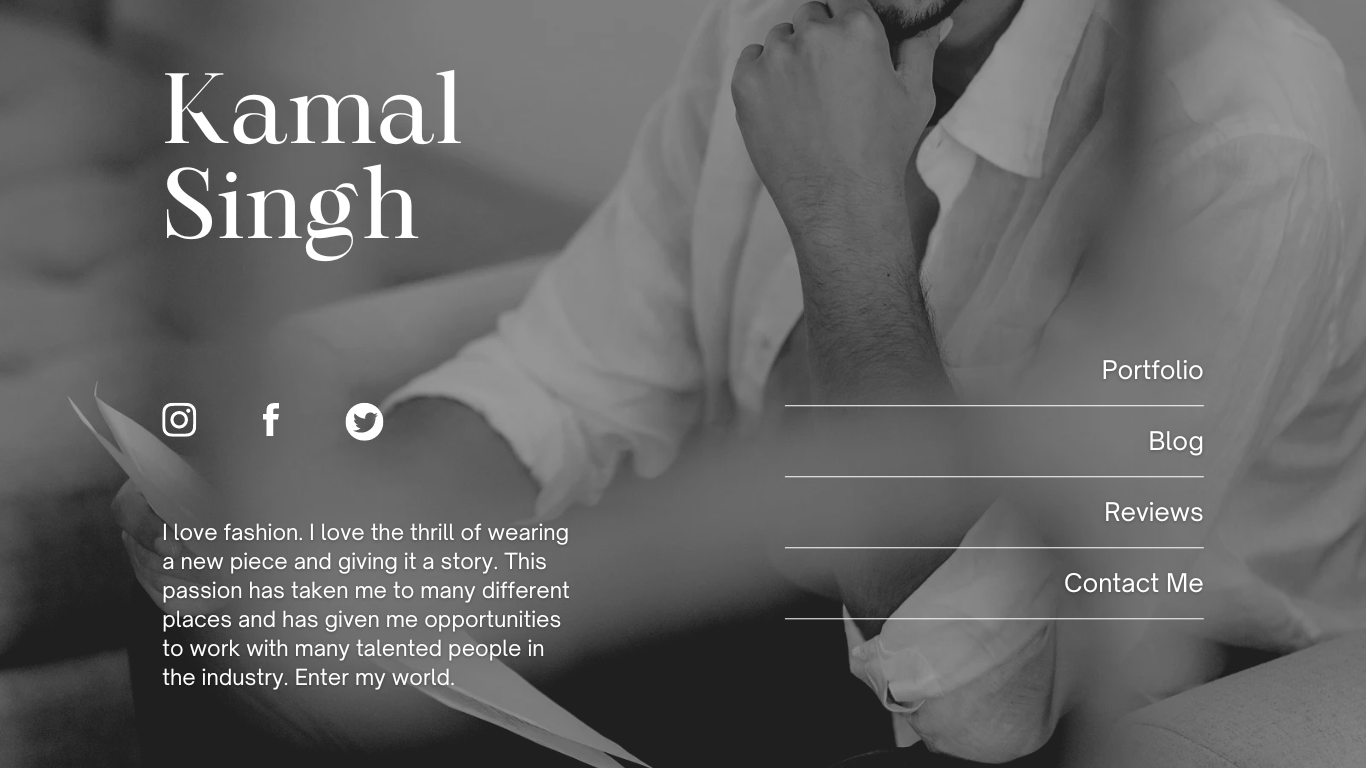 Kamal
Singh
I love fashion. I love the thrill of wearing
a new piece and giving it a story. This
passion has taken me to many different
places and has given me opportunities
to work with many talented people in
the industry. Enter my world.
Portfolio
Blog
Reviews
Contact Me